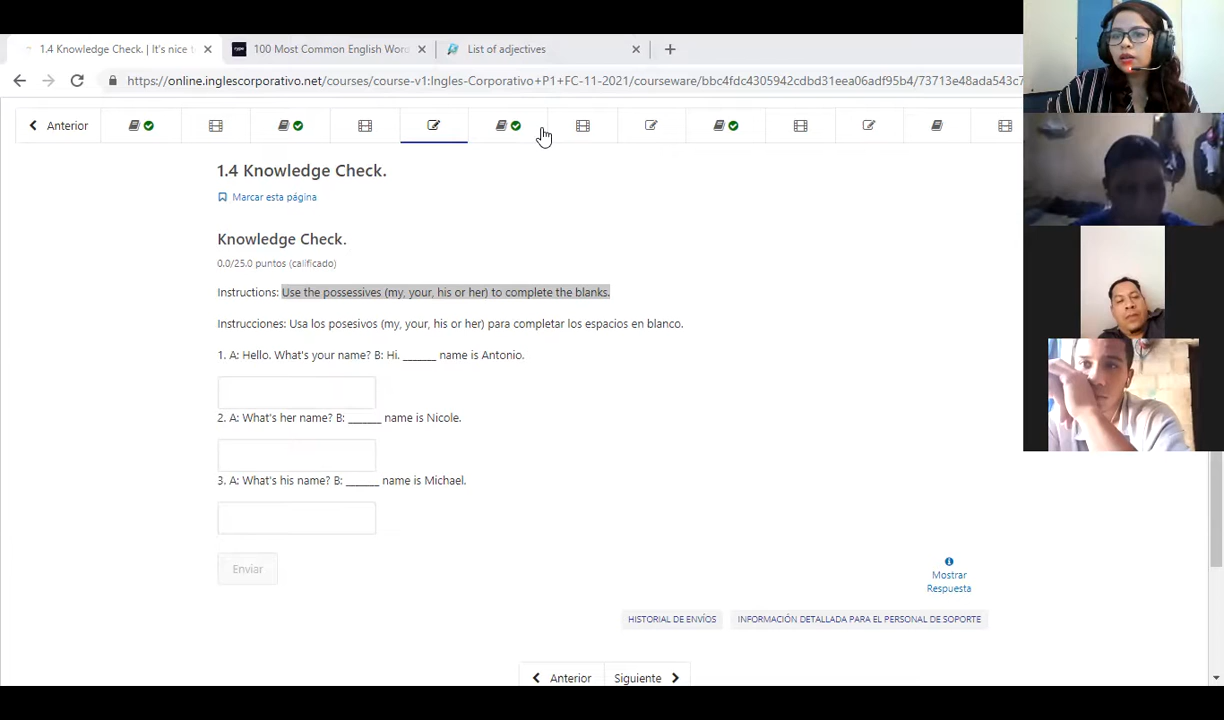 1.4 Knowledge Check. | It's nice t
100 Most Common English Word
List of adjectives
https://online.inglescorporativo.net/courses/course-v1:Ingles-Corporativo+P1+FC-11-2021/courseware/bbc4fdc4305942cdbd31eea06adf95b4/73713e48ada543c7
Anterior
1.4 Knowledge Check.
Marcar esta página
Knowledge Check.
0.0/25.0 puntos (calificado)
Instructions: Use the possessives (my, your, his or her) to complete the blanks.
Instrucciones: Usa los posesivos (my, your, his or her) para completar los espacios en blanco.
1. A: Hello. What's your name? B: Hi. _______ name is Antonio.
2. A: What's her name? B: _______ name is Nicole.
3. A: What's his name? B: _______ name is Michael.
Enviar
Mostrar
Respuesta
HISTORIAL DE ENVÍOS
INFORMACIÓN DETALLADA PARA EL PERSONAL DE SOPORTE
Anterior
Siguiente